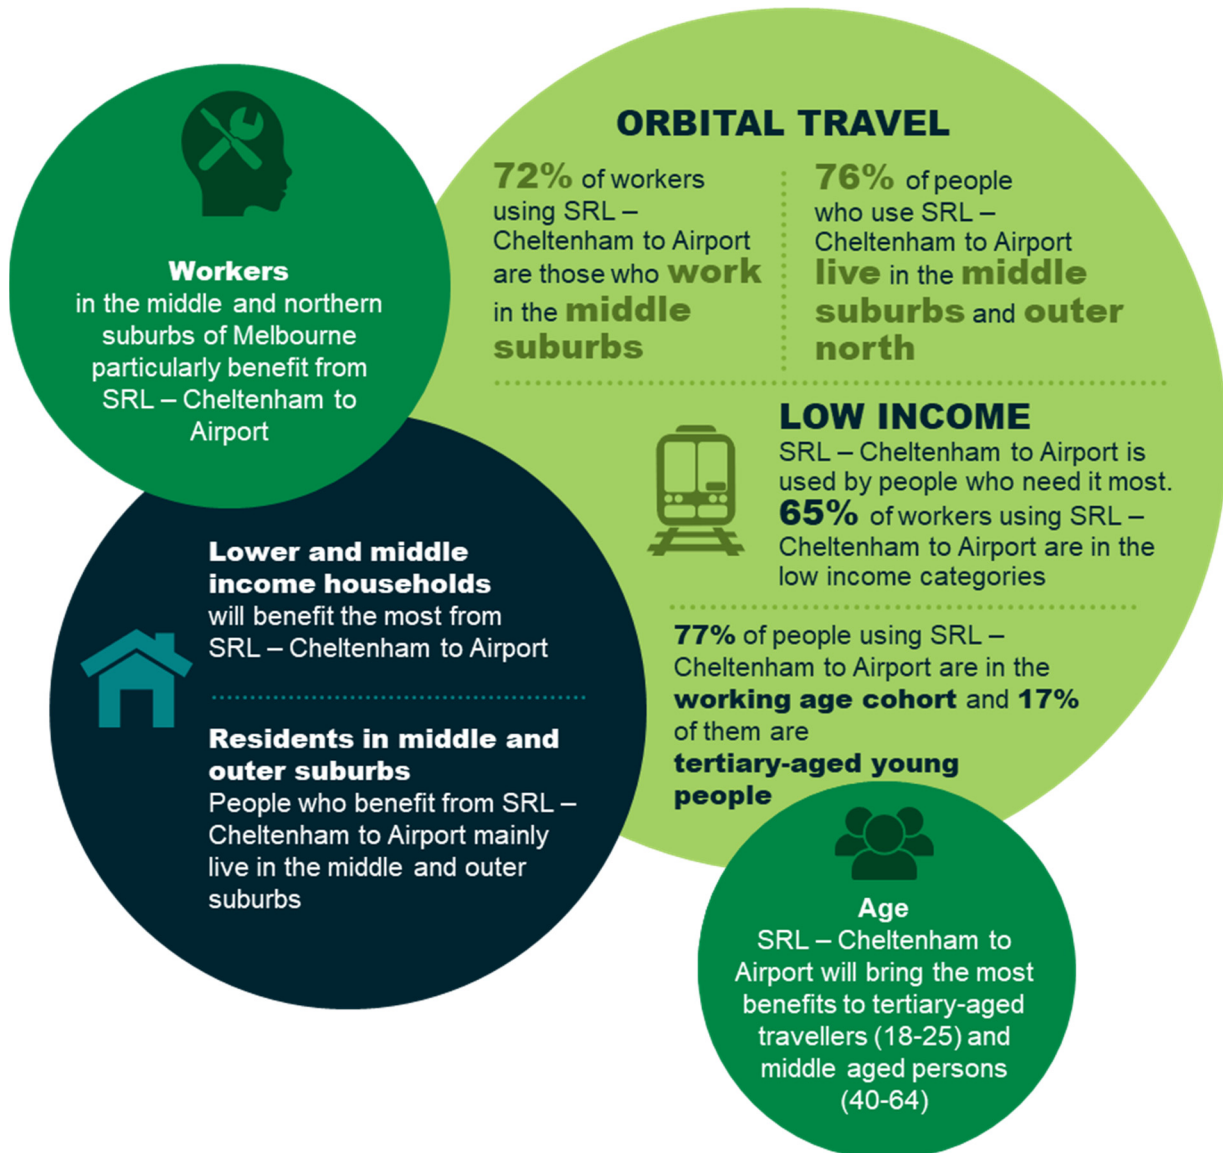 Workers
in the middle and northern
suburbs of Melbourne
particularly benefit from
SRL – Cheltenham to
Airport
ORBITAL TRAVEL
72% of workers
using SRL –
Cheltenham to Airport
are those who work
in the middle
suburbs
76% of people
who use SRL –
Cheltenham to Airport
live in the middle
suburbs and outer
north
LOW INCOME
SRL – Cheltenham to Airport is
used by people who need it most.
65% of workers using SRL –
Cheltenham to Airport are in the
low income categories
77% of people using SRL –
Cheltenham to Airport are in the
working age cohort and 17%
of them are
tertiary-aged young
people
Lower and middle
income households
will benefit the most from
SRL – Cheltenham to Airport
Residents in middle and
outer suburbs
People who benefit from SRL –
Cheltenham to Airport mainly
live in the middle and outer
suburbs
Age
SRL – Cheltenham to
Airport will bring the most
benefits to tertiary-aged
travellers (18-25) and
middle aged persons
(40-64)